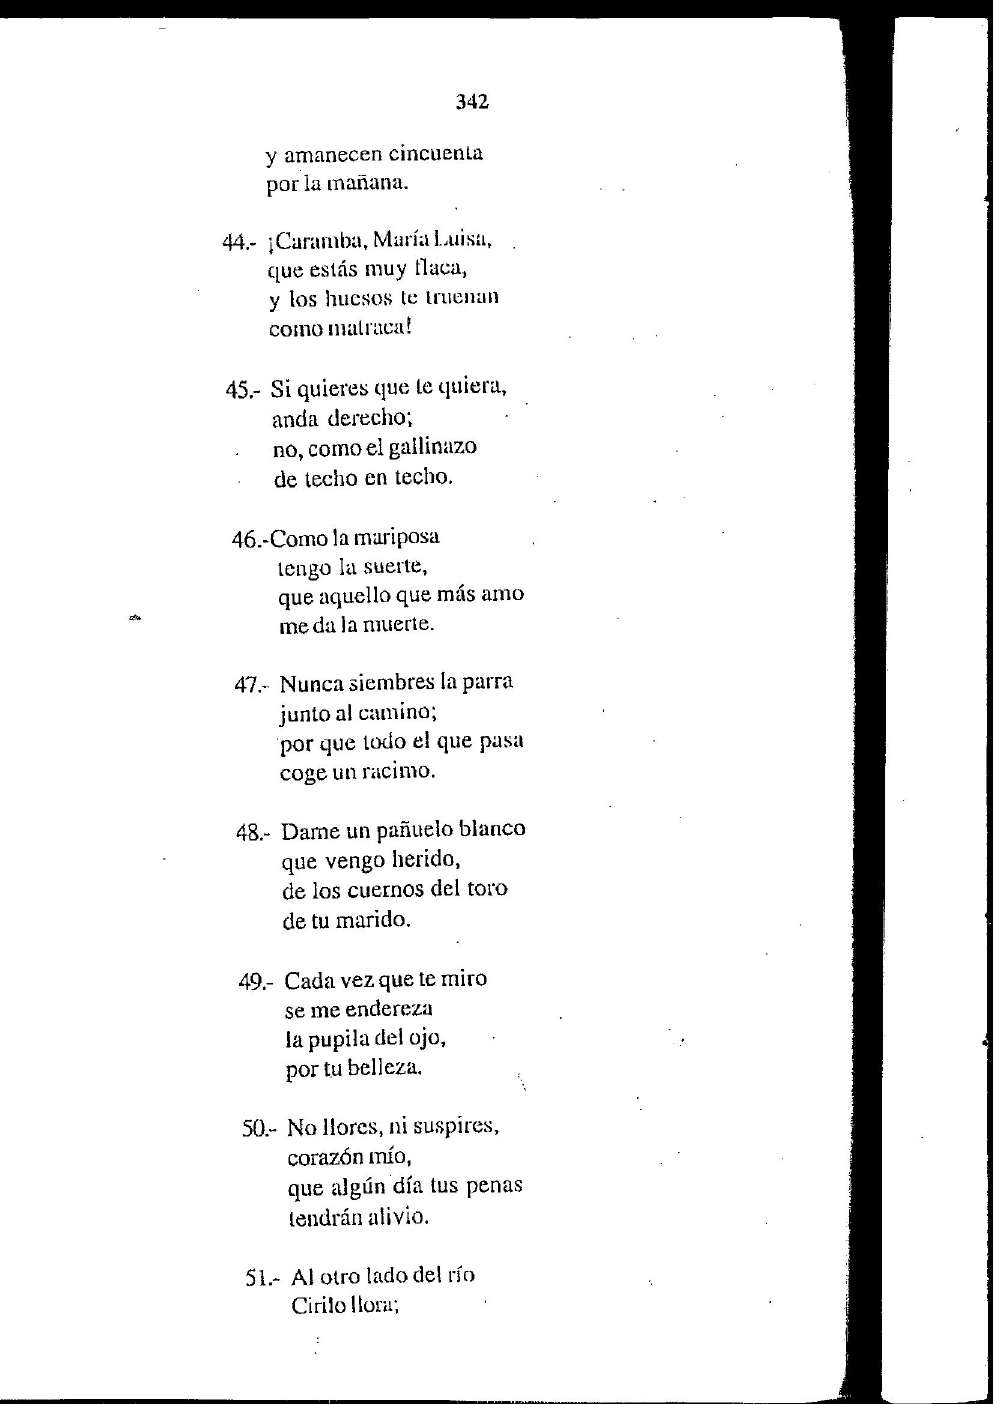 342
y amanecen cincuenta
por la mañana.
44.- ¡Caramba, María Luisa,
que estás muy flaca,
y los huesos te truenan
como matraca!
45.- Si quieres que te quiera,
anda derecho;
no, como el gallinazo
de techo en techo.
46.-Como la mariposa
tengo la suerte,
que aquello que más amo
me da la muerte.
47.- Nunca siembres la parra
junto al camino;
por que todo el que pasa
coge un racimo.
48.- Dame un pañuelo blanco
que vengo herido,
de los cuernos del toro
de tu marido.
49.- Cada vez que te miro
se me endereza
la pupila del ojo,
por tu belleza.
50.- No llores, ni suspires,
corazón mío,
que algún día tus penas
tendrán alivio.
51.- Al otro lado del río
Cirilo llora;